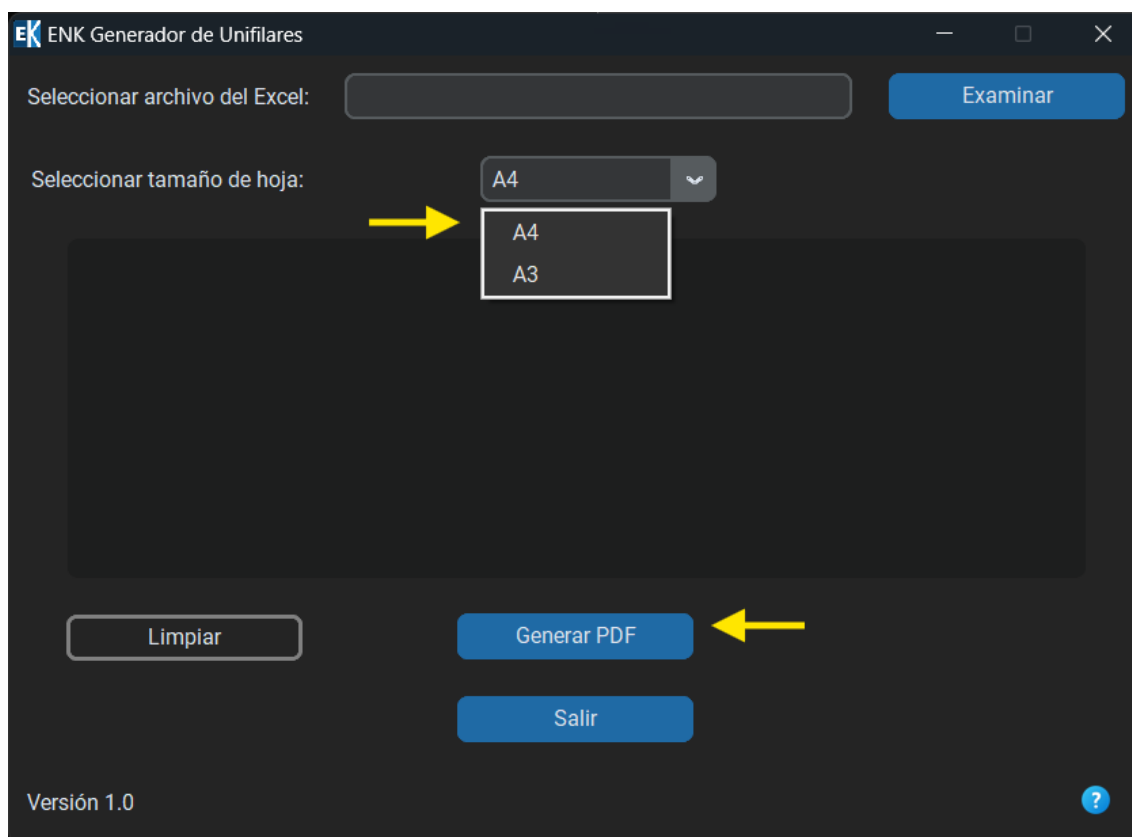 EK ENK Generador de Unifilares
Seleccionar archivo del Excel:
Examinar
Seleccionar tamaño de hoja:
A4
A4
A3
Limpiar
Generar PDF
Salir
Versión 1.0
?